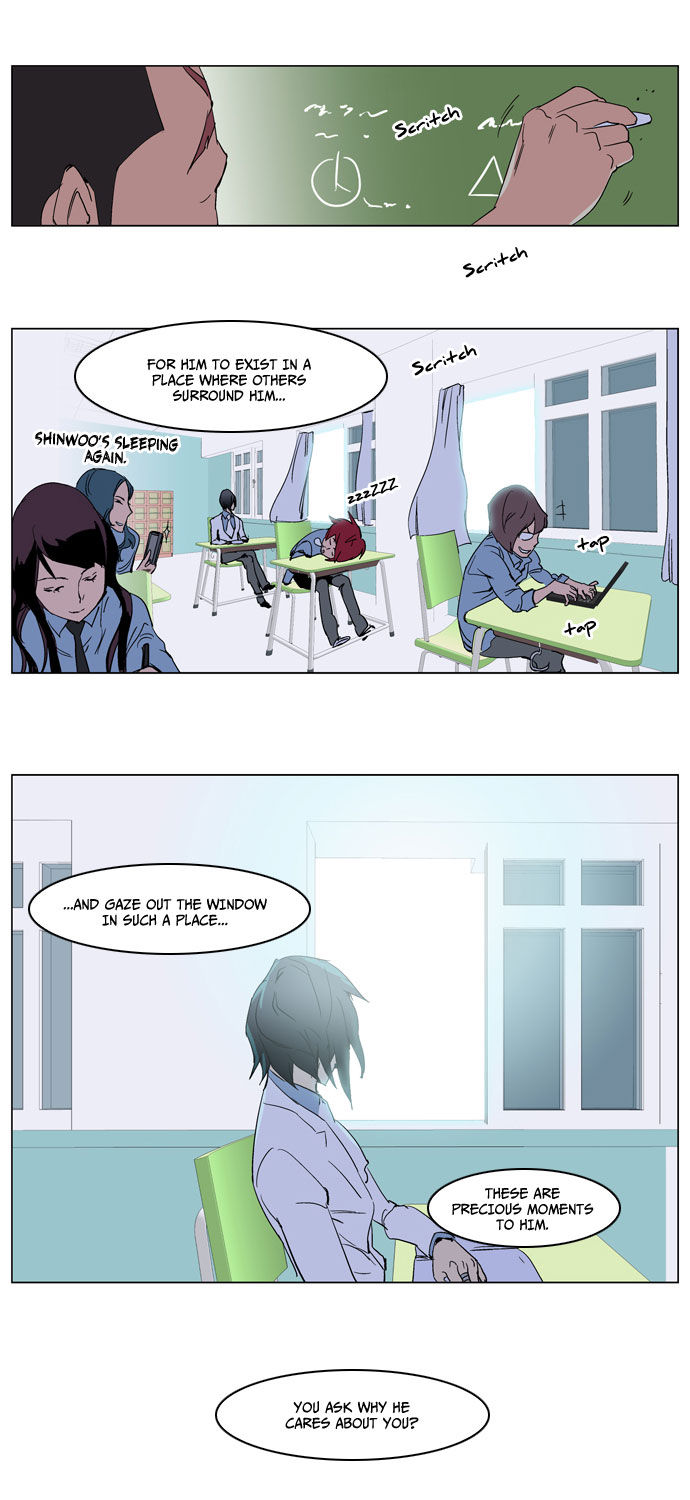 Scritch
Scritch
FOR HIM TO EXIST IN A
PLACE WHERE OTHERS
SURROUND HIM...
Scritch
SHINWOO'S SLEEPING
AGAIN.
zzzZZZ
tap
tap
...AND GAZE OUT THE WINDOW
IN SUCH A PLACE...
THESE ARE
PRECIOUS MOMENTS
TO HIM.
YOU ASK WHY HE
CARES ABOUT YOU?